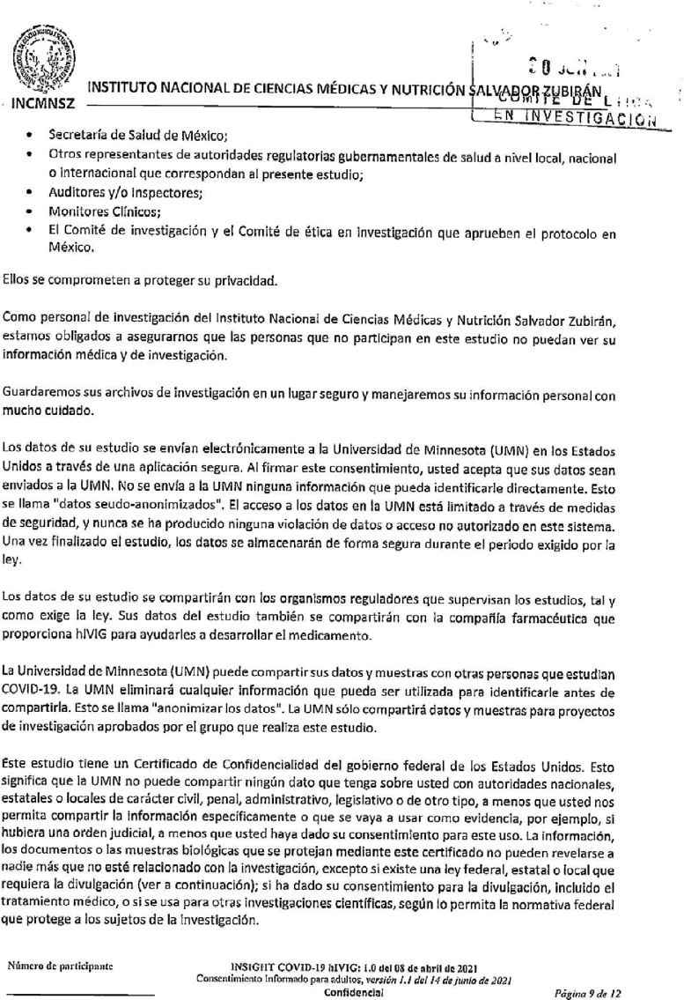 INCMNSZ
INSTITUTO NACIONAL DE CIENCIAS MÉDICAS Y NUTRICIÓN SALVADOR ZUBIRÁN
COMITE DE
EN INVESTIGACIÓN
• Secretaría de Salud de México;
• Otros representantes de autoridades regulatorias gubernamentales de salud a nivel local, nacional
o internacional que correspondan al presente estudio;
• Auditores y/o inspectores;
• Monitores Clínicos;
• El Comité de investigación y el Comité de ética en investigación que aprueben el protocolo en
México.
Ellos se comprometen a proteger su privacidad.
Como personal de investigación del Instituto Nacional de Ciencias Médicas y Nutrición Salvador Zubirán,
estamos obligados a asegurarnos que las personas que no participan en este estudio no puedan ver su
información médica y de investigación.
Guardaremos sus archivos de investigación en un lugar seguro y manejaremos su información personal con
mucho cuidado.
Los datos de su estudio se envían electrónicamente a la Universidad de Minnesota (UMN) en los Estados
Unidos a través de una aplicación segura. Al firmar este consentimiento, usted acepta que sus datos sean
enviados a la UMN. No se envía a la UMN ninguna información que pueda identificarle directamente. Esto
se llama "datos seudo-anonimizados". El acceso a los datos en la UMN está limitado a través de medidas
de seguridad, y nunca se ha producido ninguna violación de datos o acceso no autorizado en este sistema.
Una vez finalizado el estudio, los datos se almacenarán de forma segura durante el periodo exigido por la
ley.
Los datos de su estudio se compartirán con los organismos reguladores que supervisan los estudios, tal y
como exige la ley. Sus datos del estudio también se compartirán con la compañía farmacéutica que
proporciona hIVIG para ayudarles a desarrollar el medicamento.
La Universidad de Minnesota (UMN) puede compartir sus datos y muestras con otras personas que estudian
COVID-19. La UMN eliminará cualquier información que pueda ser utilizada para identificarle antes de
compartirla. Esto se llama "anonimizar los datos". La UMN sólo compartirá datos y muestras para proyectos
de investigación aprobados por el grupo que realiza este estudio.
Este estudio tiene un Certificado de Confidencialidad del gobierno federal de los Estados Unidos. Esto
significa que la UMN no puede compartir ningún dato que tenga sobre usted con autoridades nacionales,
estatales o locales de carácter civil, penal, administrativo, legislativo o de otro tipo, a menos que usted nos
permita compartir la información específicamente o que se vaya a usar como evidencia, por ejemplo, si
hubiera una orden judicial, a menos que usted haya dado su consentimiento para este uso. La información,
los documentos o las muestras biológicas que se protejan mediante este certificado no pueden revelarse a
nadie más que no esté relacionado con la investigación, excepto si existe una ley federal, estatal o local que
requiera la divulgación (ver a continuación); si ha dado su consentimiento para la divulgación, incluido el
tratamiento médico, o si se usa para otras investigaciones científicas, según lo permita la normativa federal
que protege a los sujetos de la investigación.
Número de participante
INSIGHT COVID-19 hIVIG: 1.0 del 08 de abril de 2021
Consentimiento Informado para adultos, versión 1.1 del 14 de junio de 2021
Confidencial
Página 9 de 12